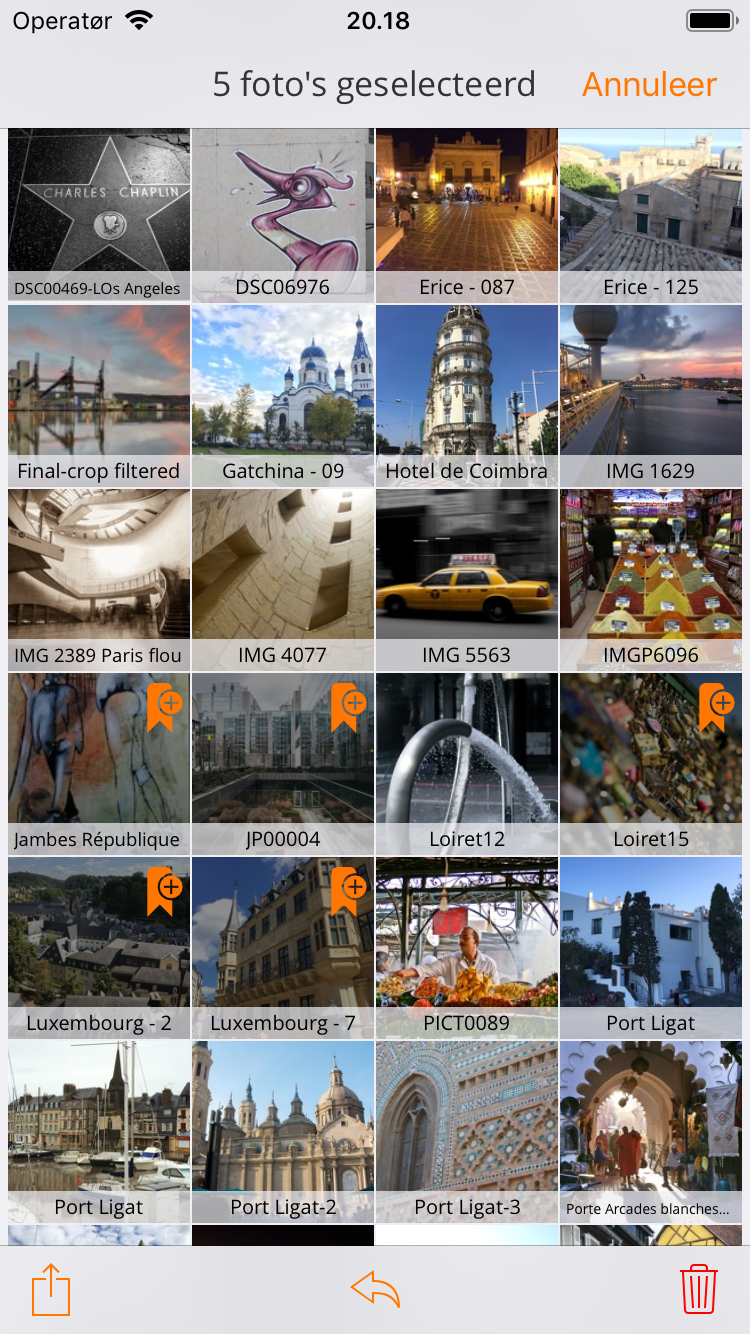 Operatør
20.18
5 foto's geselecteerd
Annuleer
CHARLES CHAPLIN
DSC00469-LOs Angeles
DSC06976
Erice - 087
Erice - 125
Final-crop filtered
Gatchina - 09
Hotel de Coimbra
IMG 1629
IMG 2389 Paris flou
IMG 4077
IMG 5563
IMGP6096
Jambes République
JP00004
Loiret12
Loiret15
Luxembourg - 2
Luxembourg - 7
PICT0089
Port Ligat
Port Ligat
Port Ligat-2
Port Ligat-3
Porte Arcades blanches...